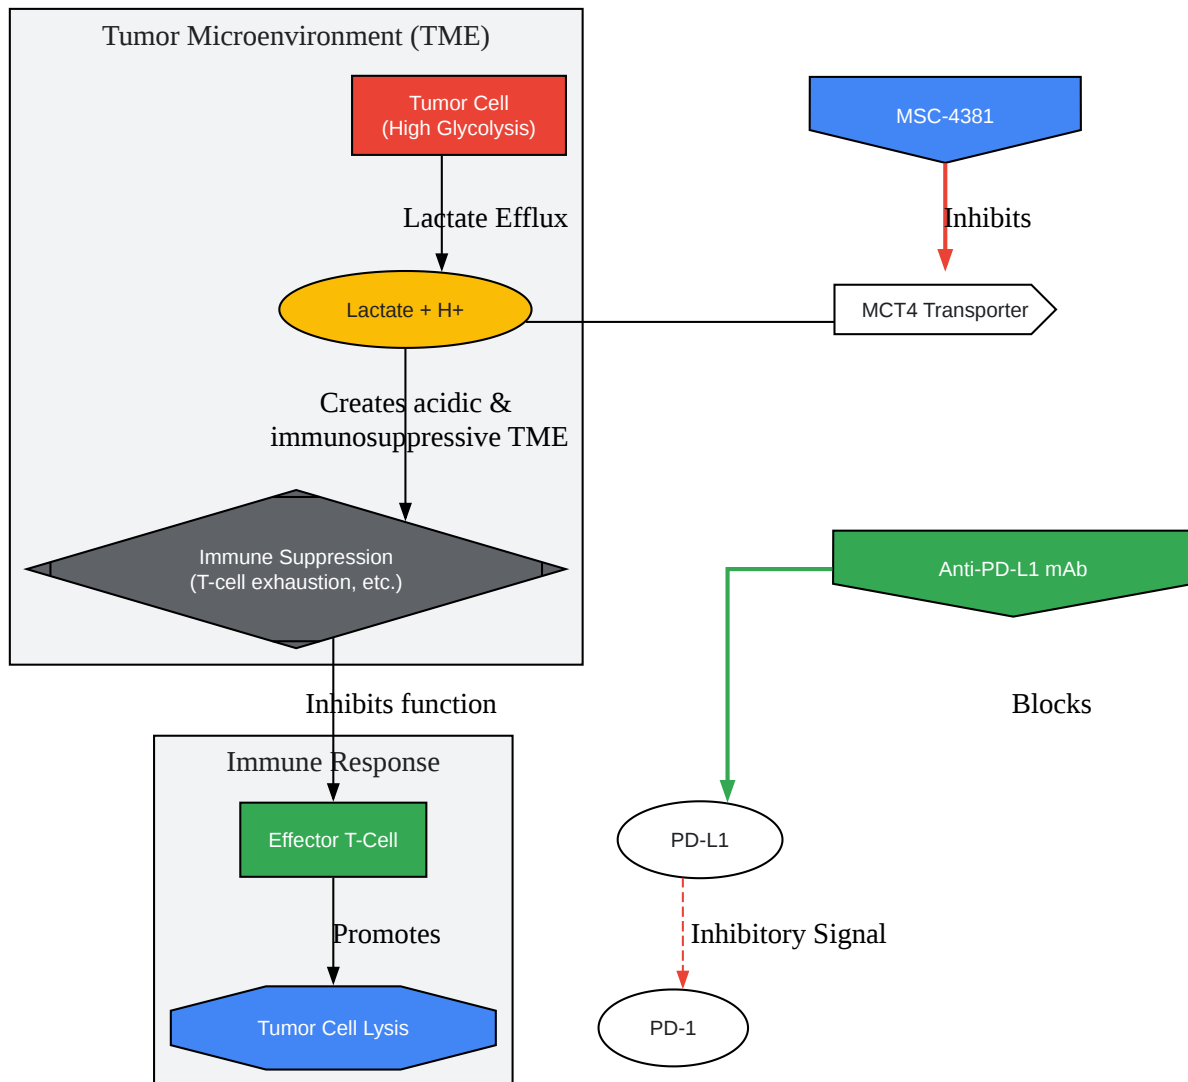 Tumor Microenvironment (TME)
Tumor Cell
(High Glycolysis)
MSC-4381
Lactate Efflux
Inhibits
Lactate + H+
MCT4 Transporter
Creates acidic &
immunosuppressive TME
Immune Suppression
(T-cell exhaustion, etc.)
Anti-PD-L1 mAb
Inhibits function
Blocks
Immune Response
Effector T-Cell
PD-L1
Promotes
Inhibitory Signal
Tumor Cell Lysis
PD-1